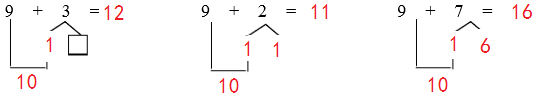 9 + 3 = 12 9 + 2 = 11 9 + 7 = 16
1 □ 1 1 1 6
10 10 10